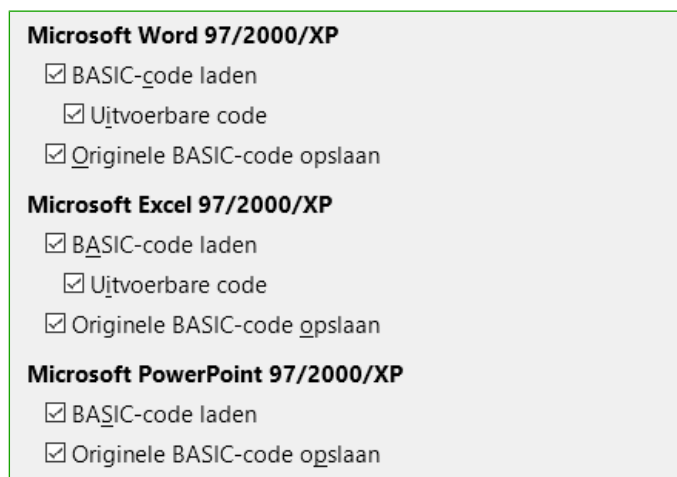 Microsoft Word 97/2000/XP
BASIC-code laden
Uitvoerbare code
Originele BASIC-code opslaan
Microsoft Excel 97/2000/XP
BASIC-code laden
Uitvoerbare code
Originele BASIC-code opslaan
Microsoft PowerPoint 97/2000/XP
BASIC-code laden
Originele BASIC-code opslaan